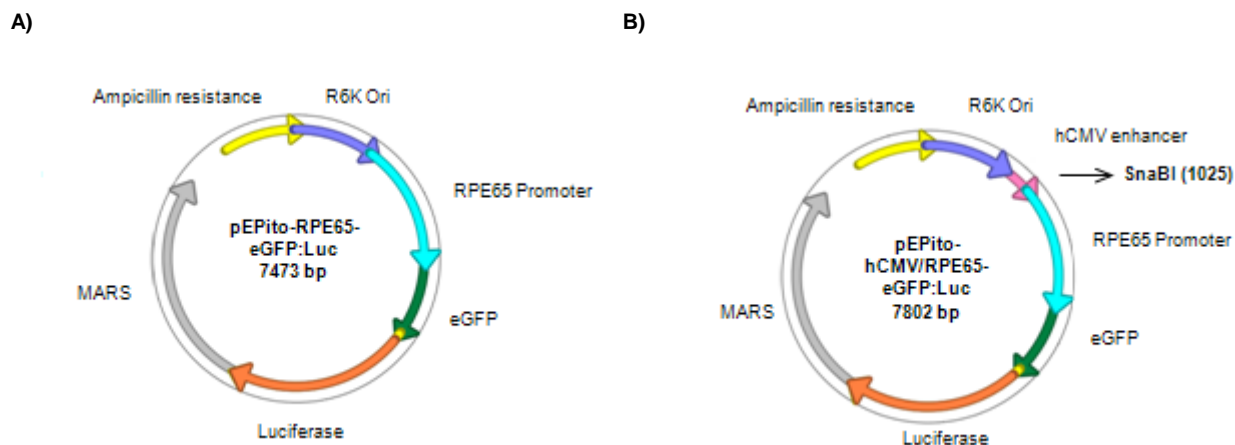 A)
Ampicillin resistance
R6K Ori
RPE65 Promoter
pEPito-RPE65-
eGFP:Luc
7473 bp
MARS
eGFP
Luciferase
B)
Ampicillin resistance
R6K Ori
hCMV enhancer
SnaBI (1025)
RPE65 Promoter
pEPito-
hCMV/RPE65-
eGFP:Luc
7802 bp
MARS
eGFP
Luciferase